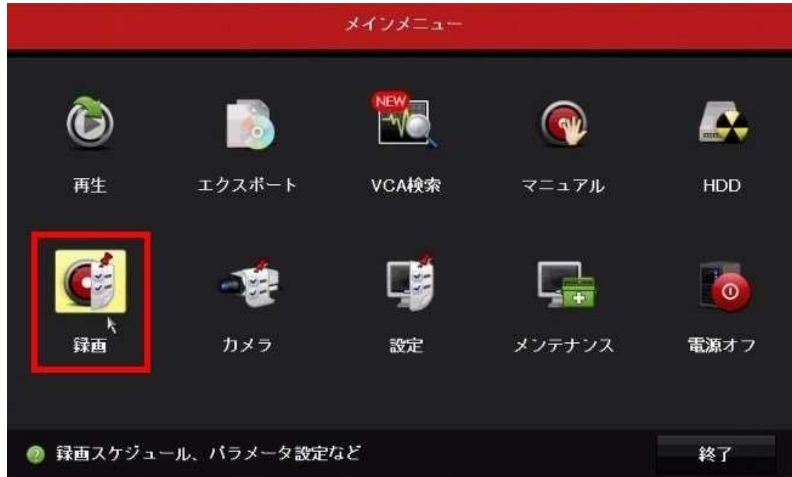 メインメニュー
再生
エクスポート
NEW
VCA検索
マニュアル
HDD
録画
カメラ
設定
メンテナンス
電源オフ
録画スケジュール、パラメータ設定など
終了